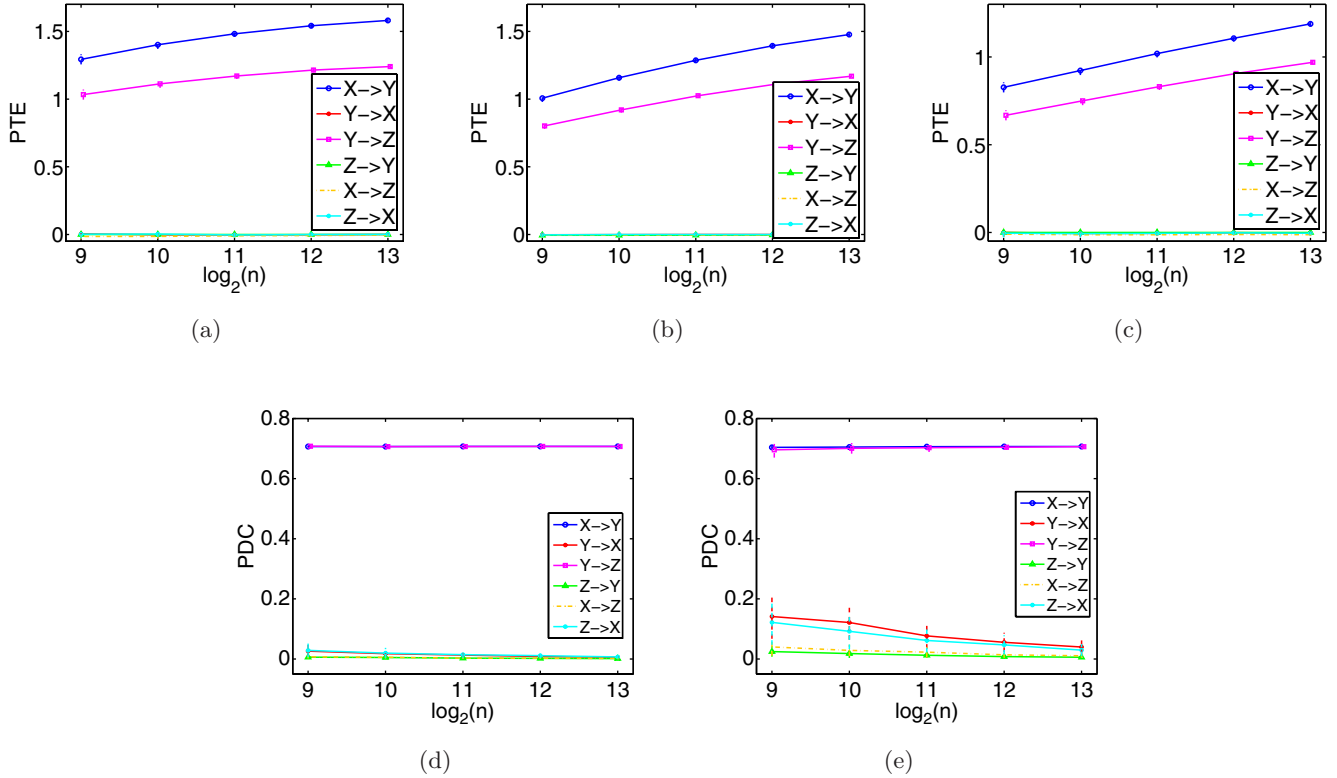 1.5
1
0.5
0
PTE
X−>Y
Y−>X
Y−>Z
Z−>Y
X−>Z
Z−>X
9 10 11 12 13
log2(n)
(a)
1.5
1
0.5
0
PTE
X−>Y
Y−>X
Y−>Z
Z−>Y
X−>Z
Z−>X
9 10 11 12 13
log2(n)
(b)
1
0.5
0
PTE
X−>Y
Y−>X
Y−>Z
Z−>Y
X−>Z
Z−>X
9 10 11 12 13
log2(n)
(c)
0.8
0.6
0.4
0.2
0
PDC
X−>Y
Y−>X
Y−>Z
Z−>Y
X−>Z
Z−>X
9 10 11 12 13
log2(n)
(d)
0.8
0.6
0.4
0.2
0
PDC
X−>Y
Y−>X
Y−>Z
Z−>Y
X−>Z
Z−>X
9 10 11 12 13
log2(n)
(e)